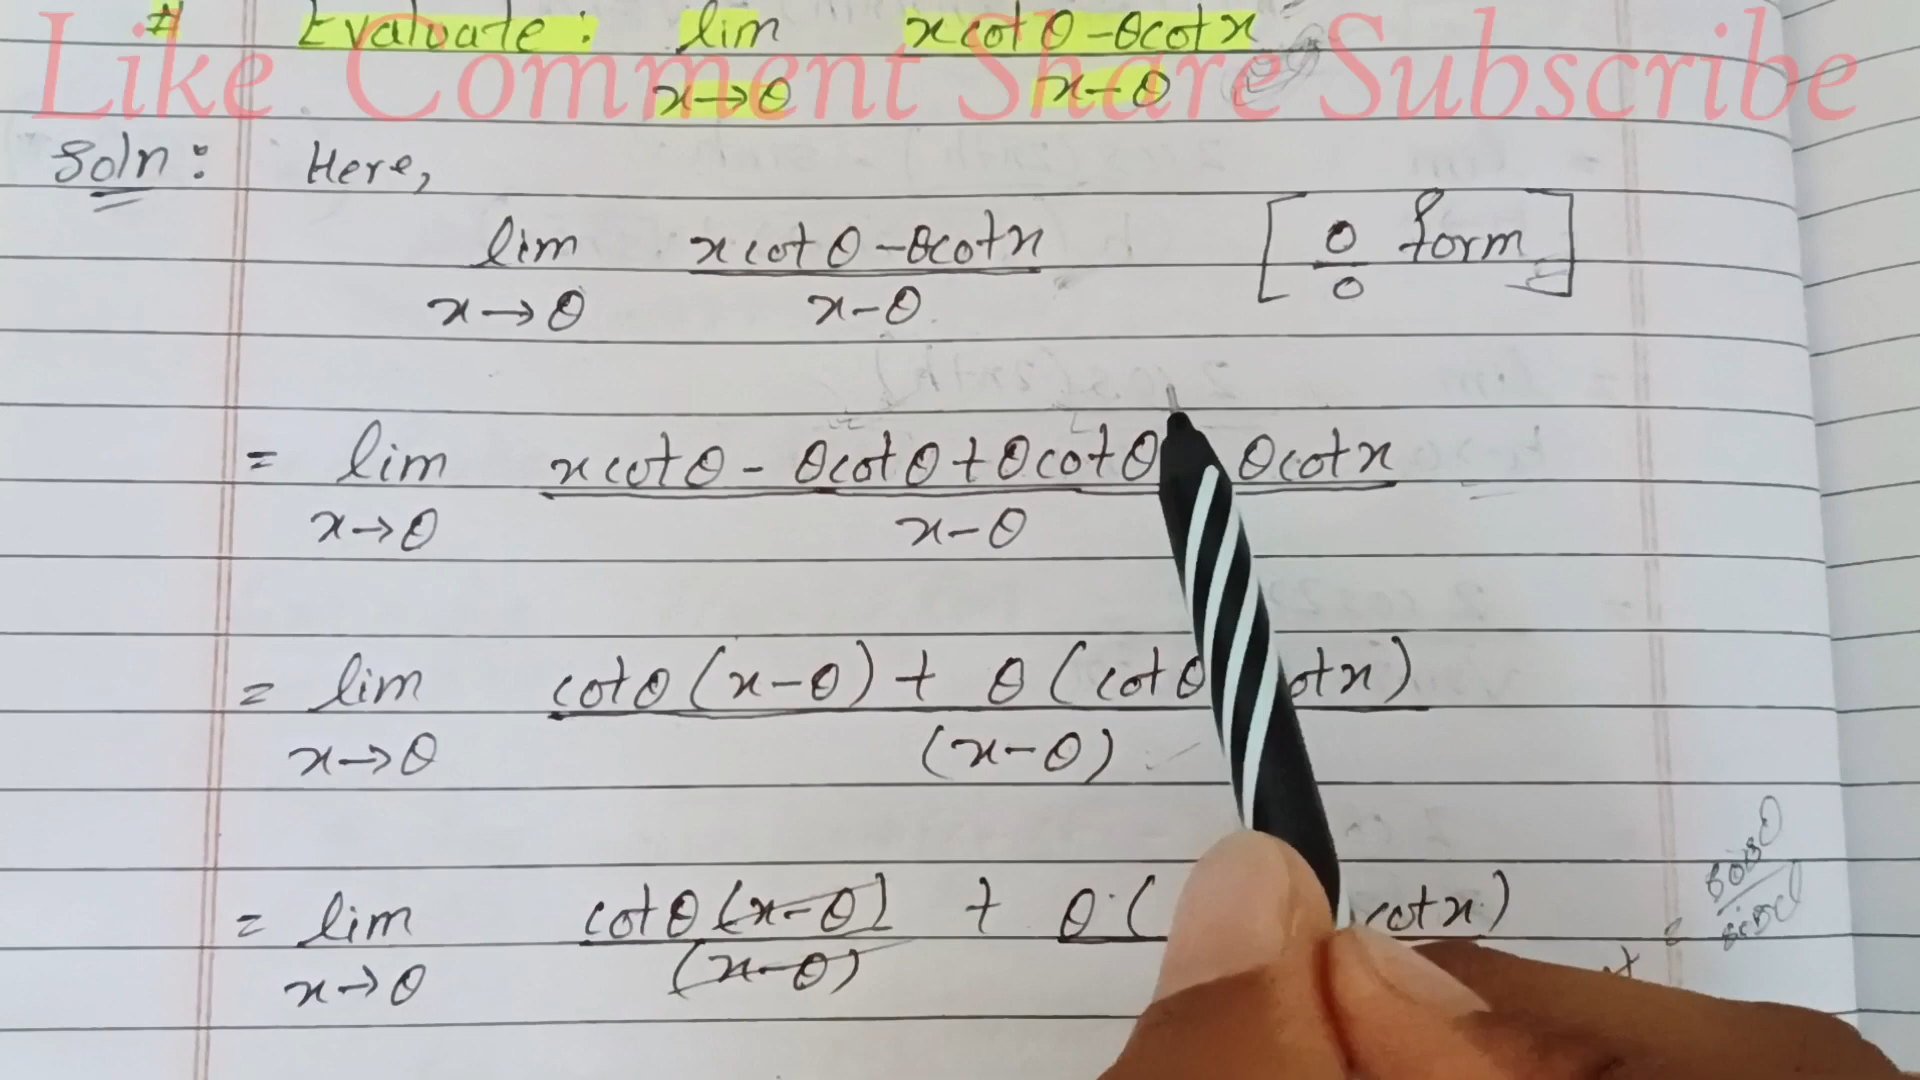 # Evaluate: lim x cot θ - θ cot x
x→θ x-θ
Like Comment Share Subscribe
Soln: Here,
lim x cot θ - θ cot x [ 0 form ]
x→θ x-θ 0
= lim x cot θ - θ cot θ + θ cot θ θ cot x
x→θ x-θ
= lim cot θ (x-θ) + θ (cot θ cot x)
x→θ (x-θ)
= lim cot θ (x-θ) + θ ( cot x)
x→θ (x-θ)